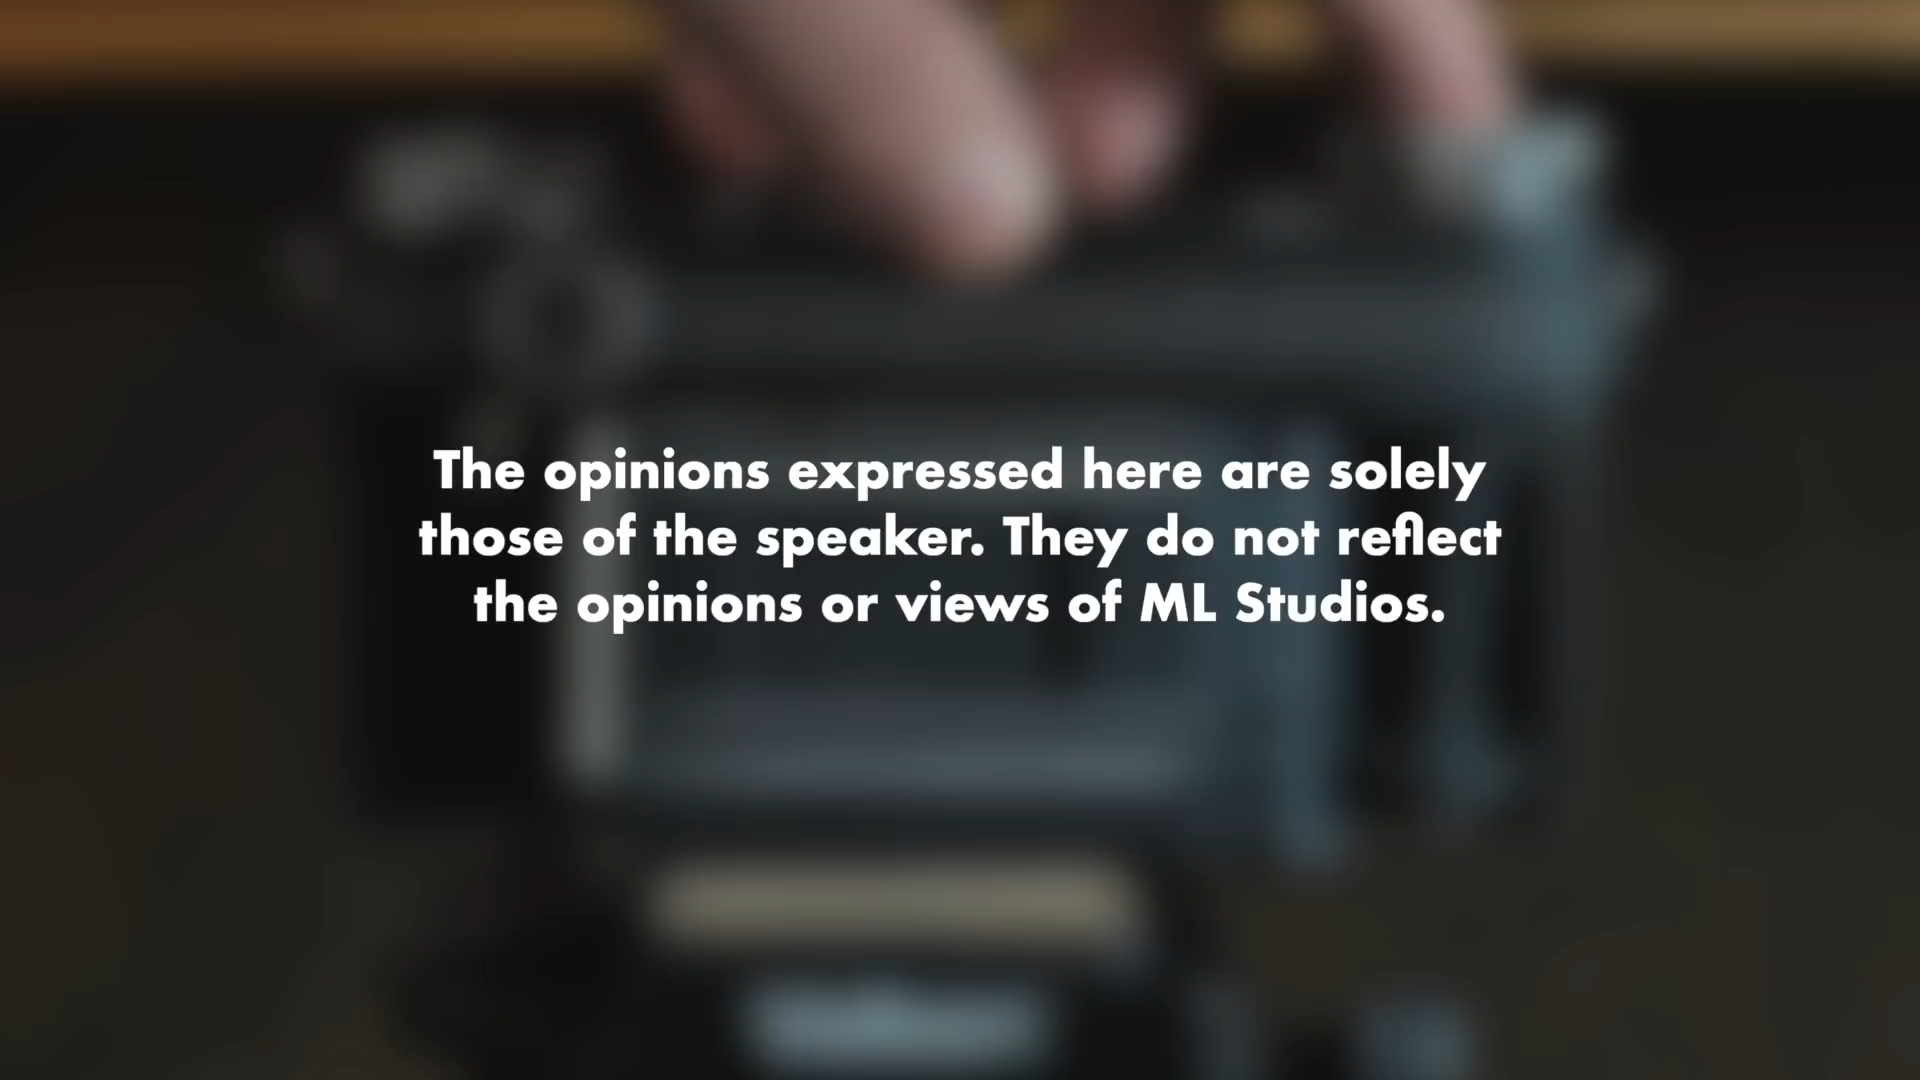 The opinions expressed here are solely
those of the speaker. They do not reflect
the opinions or views of ML Studios.